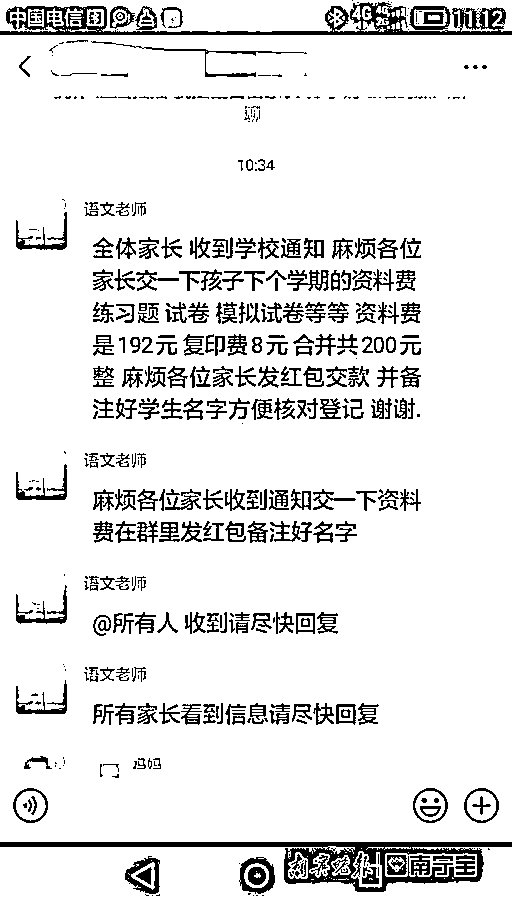 中国电信
11:12
聊
10:34
语文老师
全体家长 收到学校通知 麻烦各位
家长交一下孩子下个学期的资料费
练习题 试卷 模拟试卷等等 资料费
是192元 复印费8元 合并共200元
整 麻烦各位家长发红包交款 并备
注好学生名字方便核对登记 谢谢.
语文老师
麻烦各位家长收到通知交一下资料
费在群里发红包备注好名字
语文老师
@所有人 收到请尽快回复
语文老师
所有家长看到信息请尽快回复
妈妈
南宁晚报 南宁宝